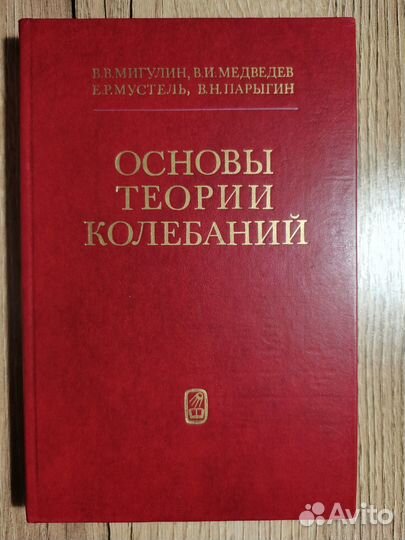 В.В.МИГУЛИН, В.И.МЕДВЕДЕВ
Е.Р.МУСТЕЛЬ, В.Н.ПАРЫГИН
ОСНОВЫ
ТЕОРИИ
КОЛЕБАНИЙ
Avito